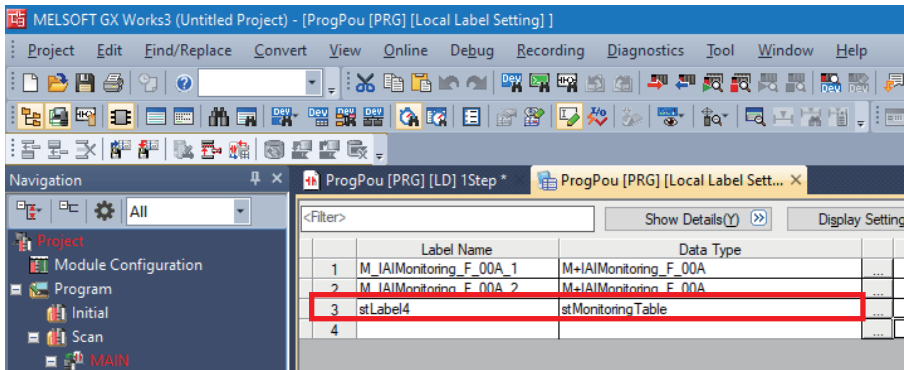 MELSOFT GX Works3 (Untitled Project) - [ProgPou [PRG] [Local Label Setting] ]
Project Edit Find/Replace Convert View Online Debug Recording Diagnostics Tool Window Help
Navigation
ProgPou [PRG] [LD] 1Step *
ProgPou [PRG] [Local Label Sett...
All
<Filter>
Show Details(Y)
Display Setting
Project
Label Name Data Type
Module Configuration
1 M_IAIMonitoring_F_00A_1 M+IAIMonitoring_F_00A ...
Program
2 M_IAIMonitoring_F_00A_2 M+IAIMonitoring_F_00A ...
Initial
3 stLabel4 stMonitoringTable ...
Scan
4 ...
MAIN